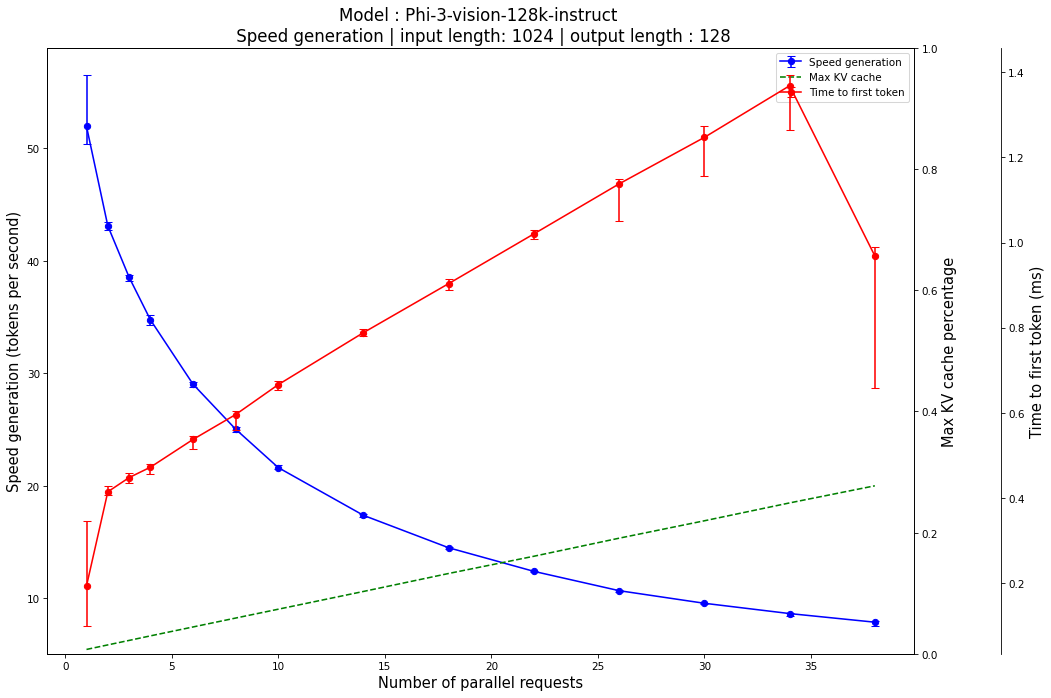 Model : Phi-3-vision-128k-instruct
Speed generation | input length: 1024 | output length : 128
Speed generation
Max KV cache
Time to first token
Speed generation (tokens per second)
50
40
30
20
10
1.0
0.8
0.6
0.4
0.2
0.0
Max KV cache percentage
1.4
1.2
1.0
0.8
0.6
0.4
0.2
Time to first token (ms)
0
5
10
15
20
25
30
35
Number of parallel requests